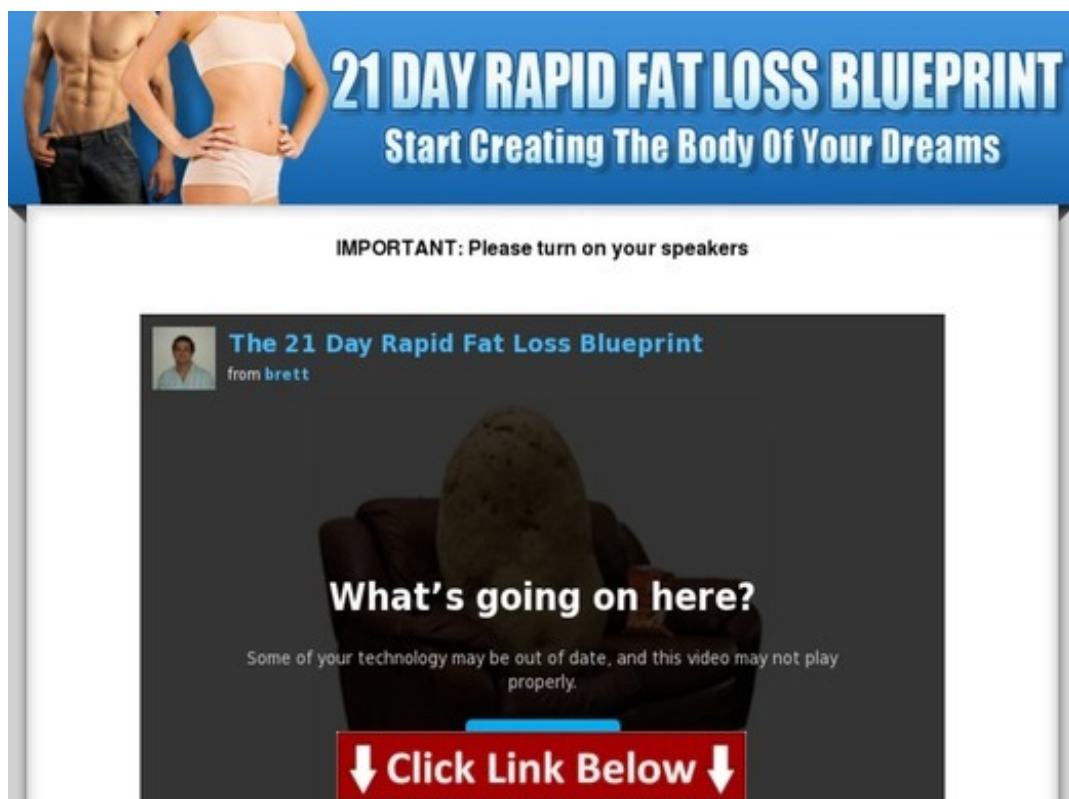 21 DAY RAPID FAT LOSS BLUEPRINT
Start Creating The Body Of Your Dreams
IMPORTANT: Please turn on your speakers
The 21 Day Rapid Fat Loss Blueprint
from brett
What's going on here?
Some of your technology may be out of date, and this video may not play
properly.
Click Link Below